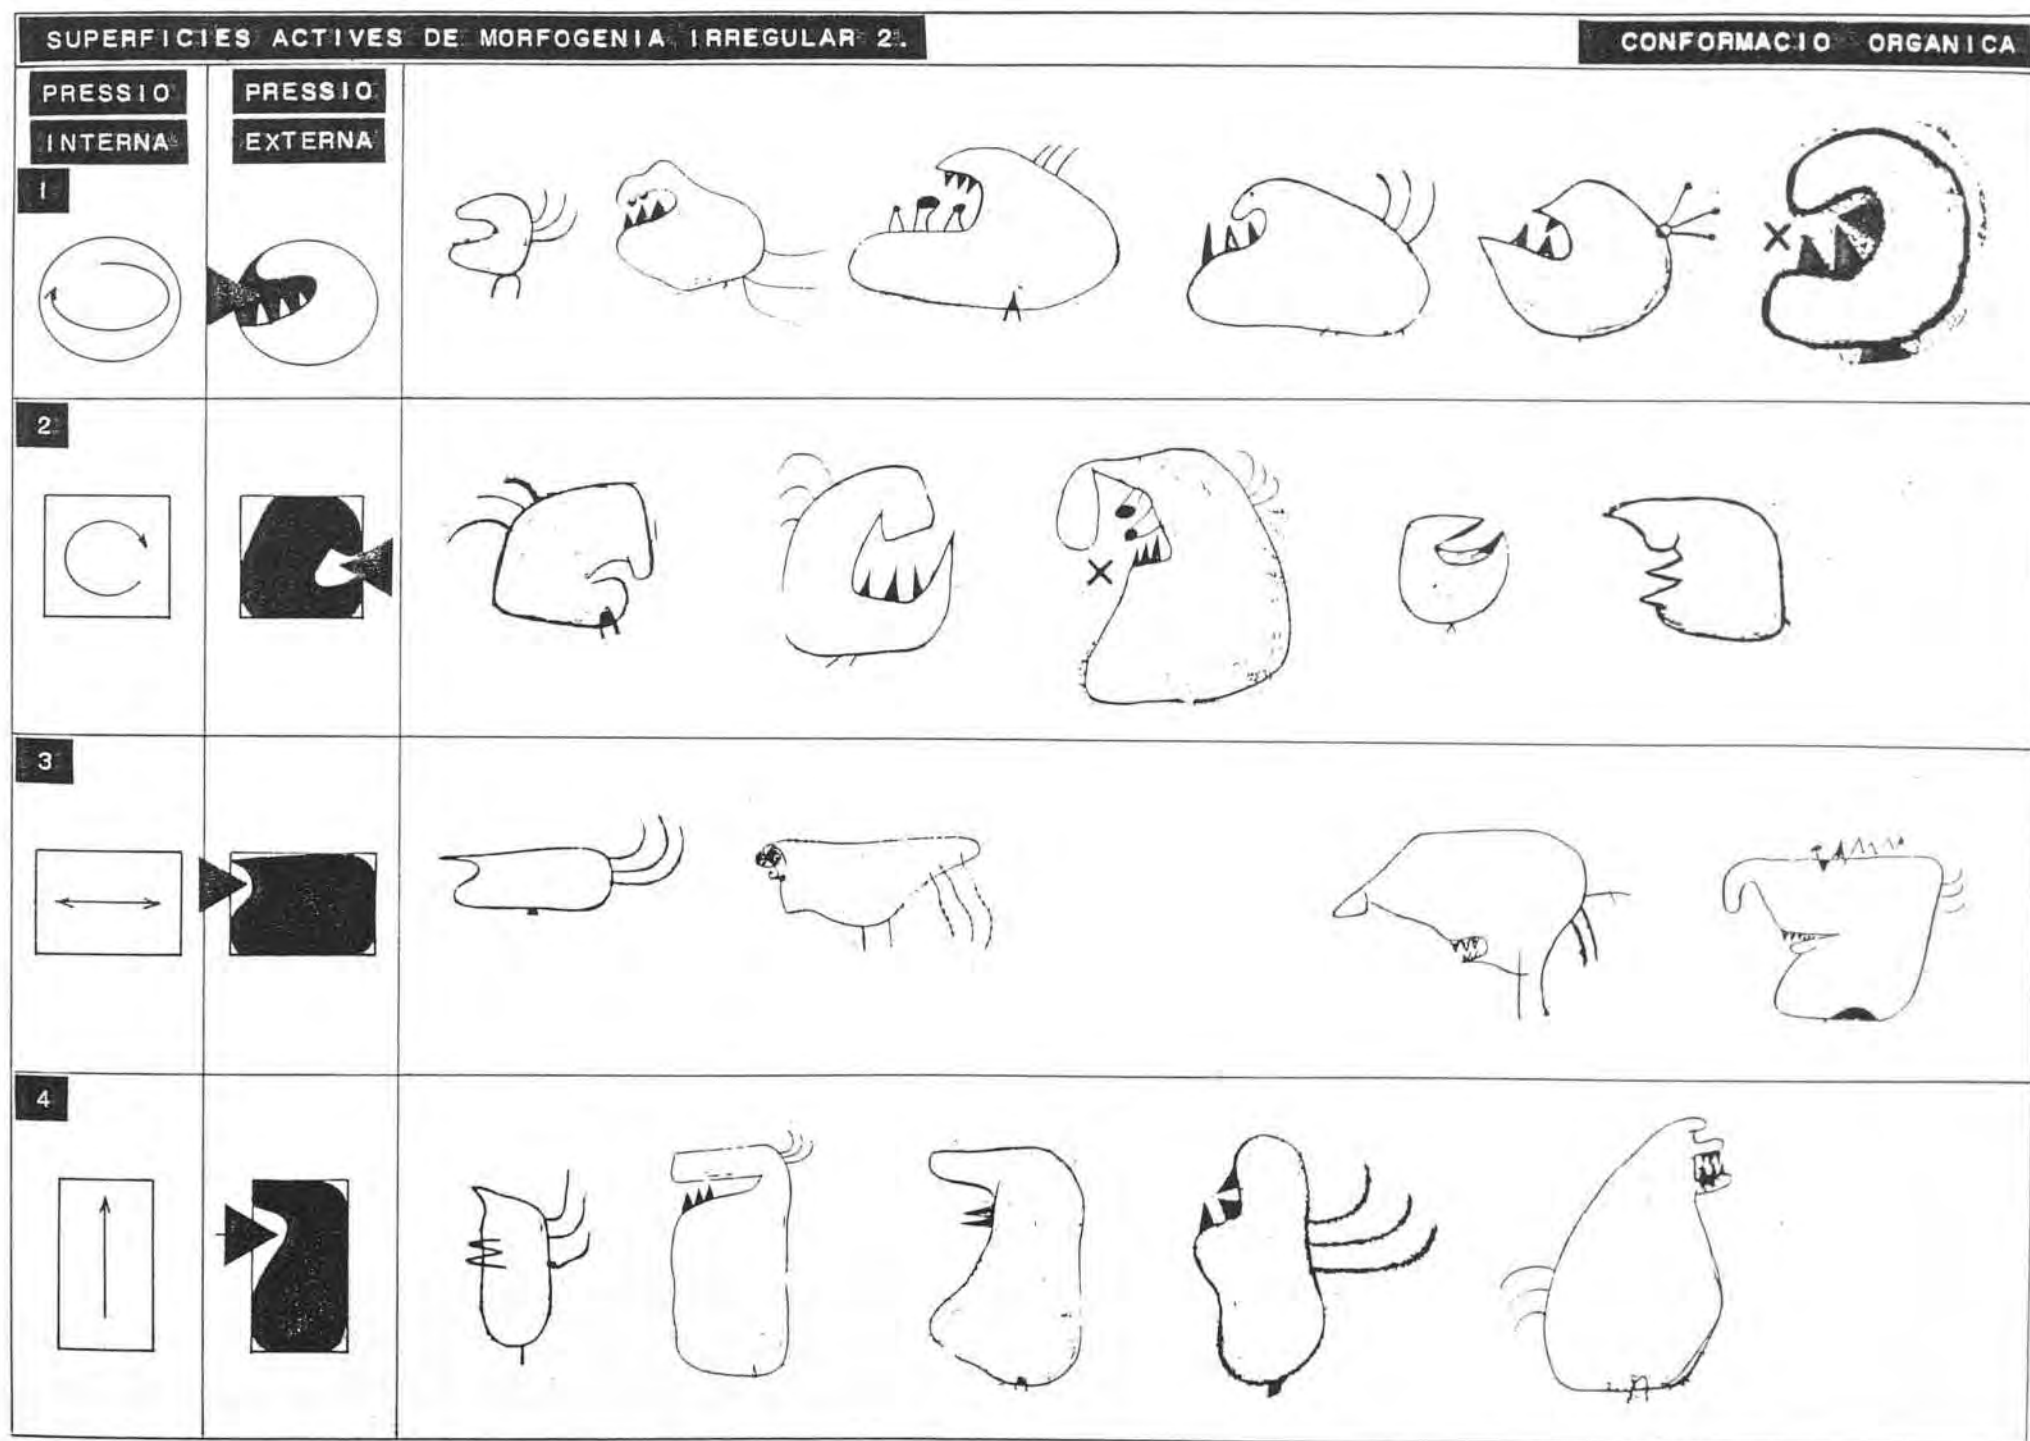 SUPERFICIES ACTIVES DE MORFOGENIA IRREGULAR 2.
CONFORMACIO ORGANICA
PRESSIO
INTERNA
PRESSIO
EXTERNA
1
2
3
4